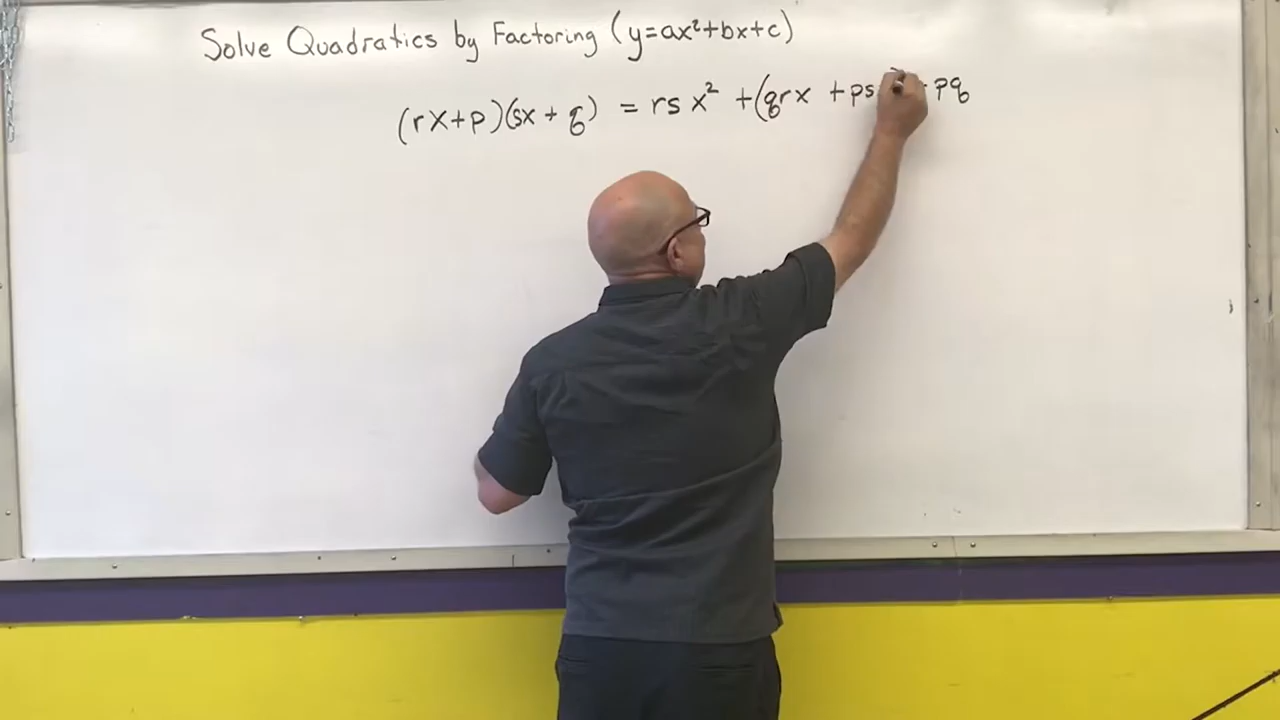 Solve Quadratics by Factoring (y=ax²+bx+c)
(rx+p)(sx+q) = rsx² +(qrx +ps pq